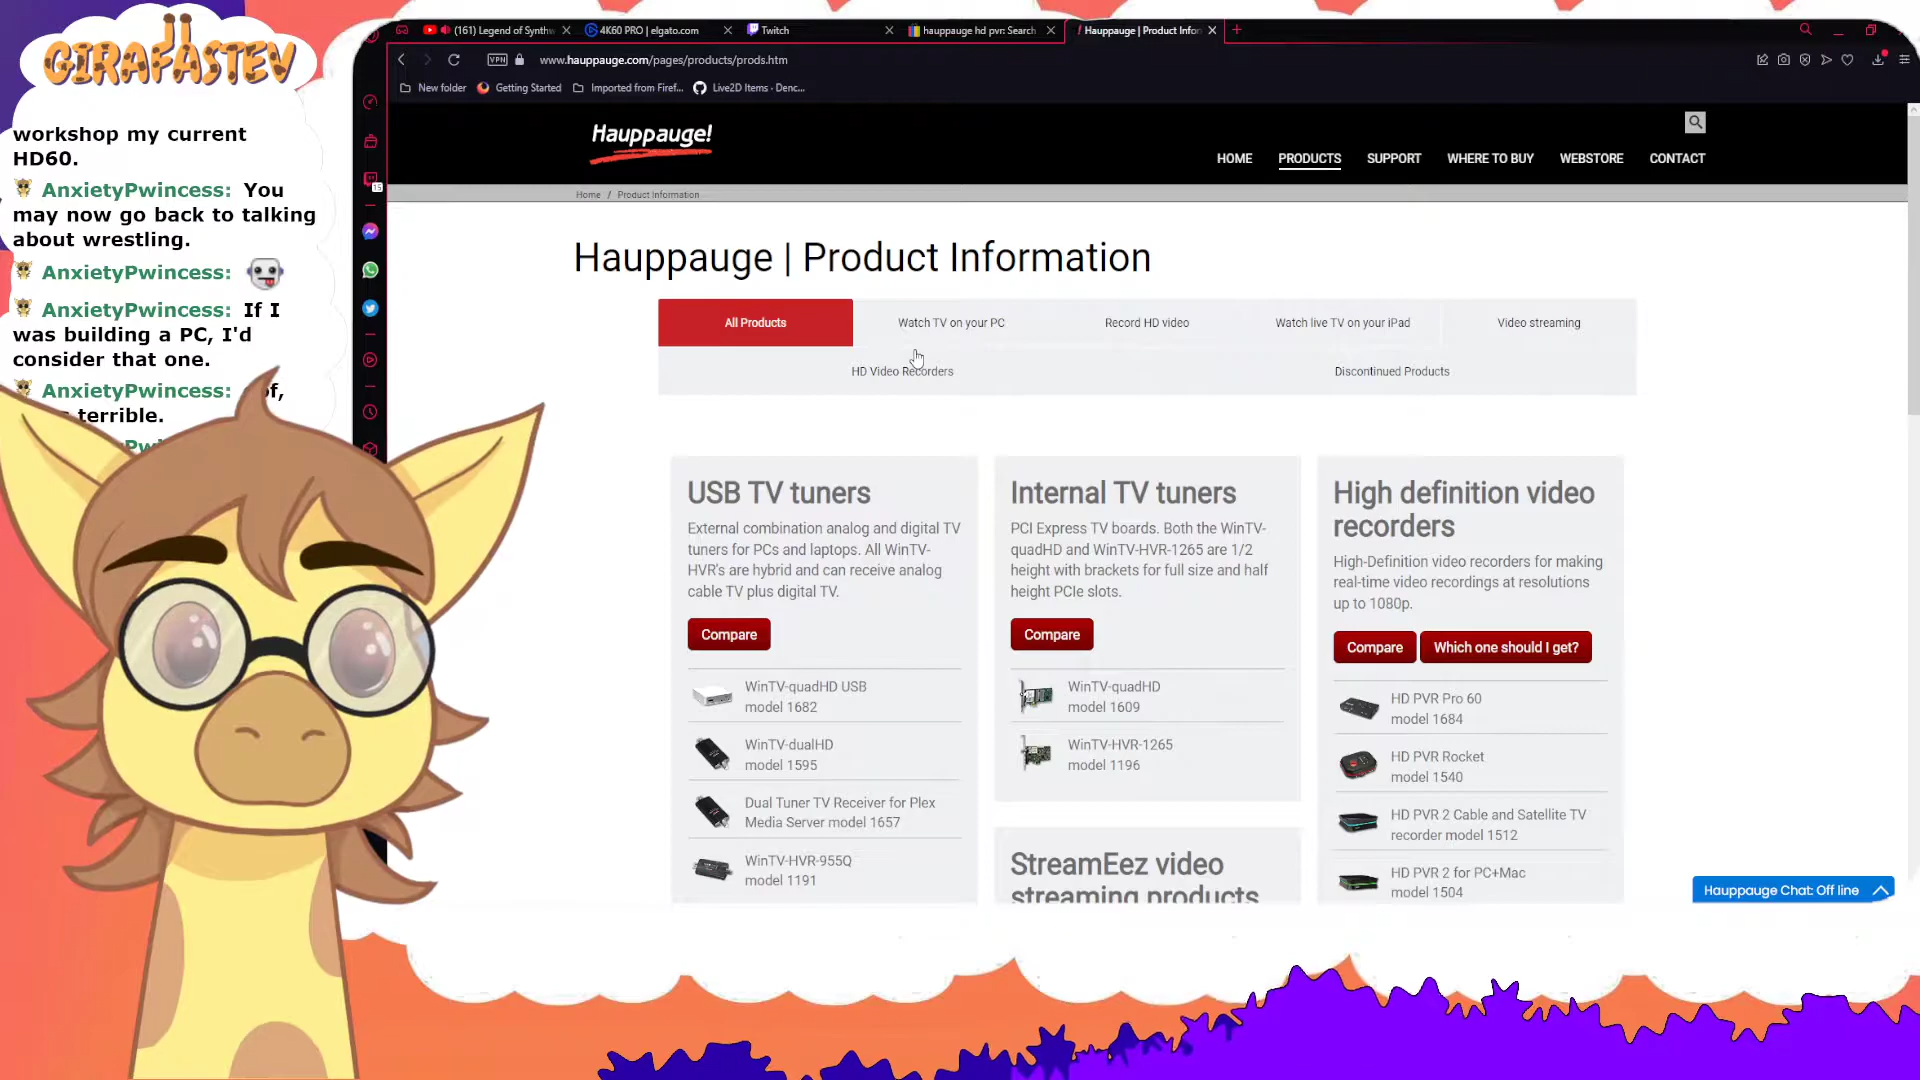 GIRAFASTEV
workshop my current
HD60.
AnxietyPwincess: You
may now go back to talking
about wrestling.
AnxietyPwincess:
AnxietyPwincess: If I
was building a PC, I'd
consider that one.
AnxietyPwincess:
terrible.
(161) Legend of Synthw
4K60 PRO | elgato.com
Twitch
hauppauge hd pvr: Search
Hauppauge | Product Infor
VPN
www.hauppauge.com/pages/products/prods.htm
New folder
Getting Started
Imported from Firef...
Live2D Items - Denc...
15
Hauppauge!
HOME
PRODUCTS
SUPPORT
WHERE TO BUY
WEBSTORE
CONTACT
Home / Product Information
Hauppauge | Product Information
All Products
Watch TV on your PC
Record HD video
Watch live TV on your iPad
Video streaming
HD Video Recorders
Discontinued Products
USB TV tuners
External combination analog and digital TV
tuners for PCs and laptops. All WinTV-
HVR's are hybrid and can receive analog
cable TV plus digital TV.
Compare
WinTV-quadHD USB
model 1682
WinTV-dualHD
model 1595
Dual Tuner TV Receiver for Plex
Media Server model 1657
WinTV-HVR-955Q
model 1191
Internal TV tuners
PCI Express TV boards. Both the WinTV-
quadHD and WinTV-HVR-1265 are 1/2
height with brackets for full size and half
height PCIe slots.
Compare
WinTV-quadHD
model 1609
WinTV-HVR-1265
model 1196
StreamEez video
streaming products
High definition video
recorders
High-Definition video recorders for making
real-time video recordings at resolutions
up to 1080p.
Compare
Which one should I get?
HD PVR Pro 60
model 1684
HD PVR Rocket
model 1540
HD PVR 2 Cable and Satellite TV
recorder model 1512
HD PVR 2 for PC+Mac
model 1504
Hauppauge Chat: Off line